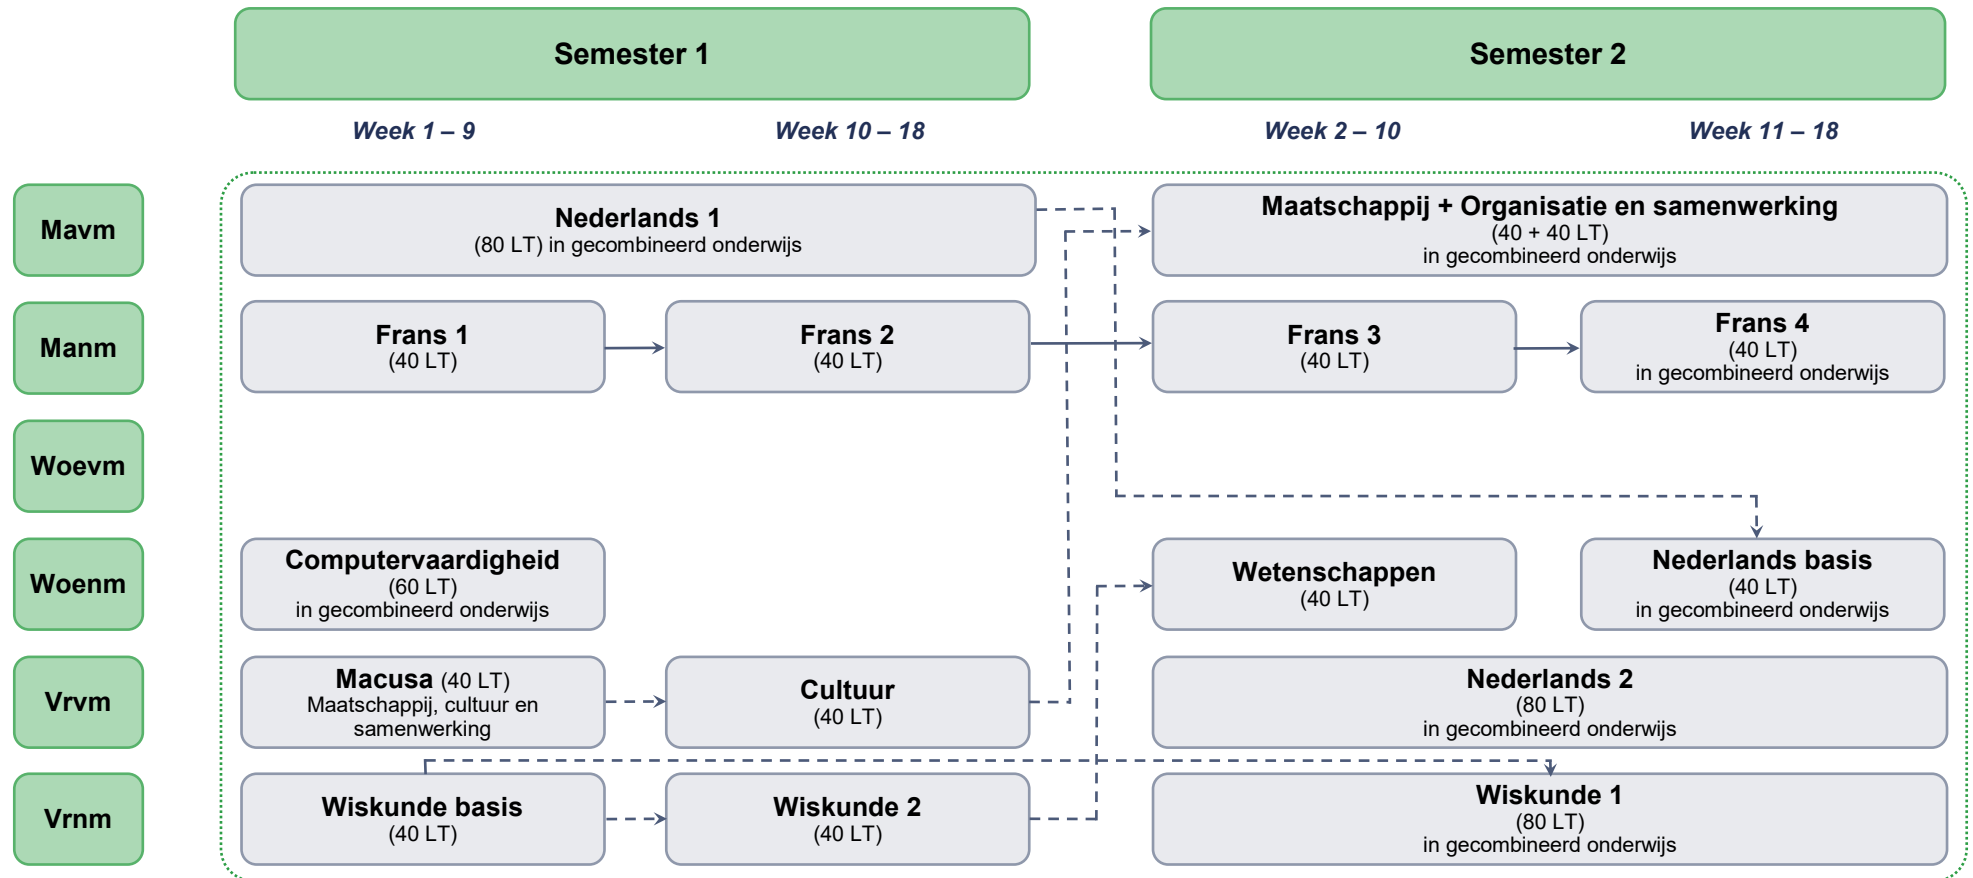 Semester 1
Semester 2
Week 1 – 9
Week 10 – 18
Week 2 – 10
Week 11 – 18
Mavm
Nederlands 1
(80 LT) in gecombineerd onderwijs
Maatschappij + Organisatie en samenwerking
(40 + 40 LT)
in gecombineerd onderwijs
Manm
Frans 1
(40 LT)
Frans 2
(40 LT)
Frans 3
(40 LT)
Frans 4
(40 LT)
in gecombineerd onderwijs
Woevm
Woenm
Computervaardigheid
(60 LT)
in gecombineerd onderwijs
Wetenschappen
(40 LT)
Nederlands basis
(40 LT)
in gecombineerd onderwijs
Vrvm
Macusa (40 LT)
Maatschappij, cultuur en
samenwerking
Cultuur
(40 LT)
Nederlands 2
(80 LT)
in gecombineerd onderwijs
Vrnm
Wiskunde basis
(40 LT)
Wiskunde 2
(40 LT)
Wiskunde 1
(80 LT)
in gecombineerd onderwijs